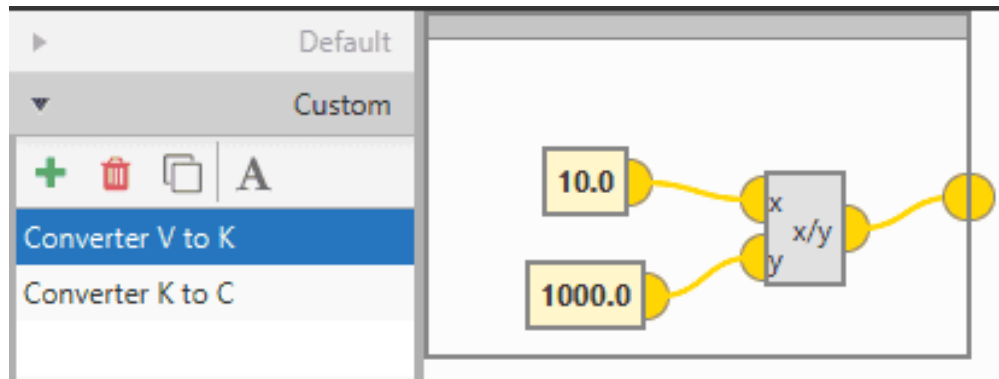 Default
Custom
A
Converter V to K
Converter K to C
10.0
1000.0
x
y
x/y